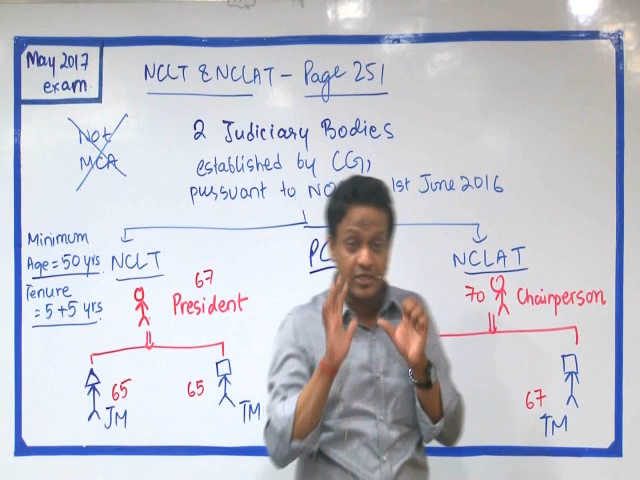 May 2017
exam
NCLT & NCLAT - Page 251
Not
MCA
2 Judiciary Bodies
established by CG,
pursuant to 1st June 2016
Minimum
Age = 50 yrs
Tenure
= 5+5 yrs
NCLT
NCLAT
67
President
70 Chairperson
65
JM
65
TM
67
TM